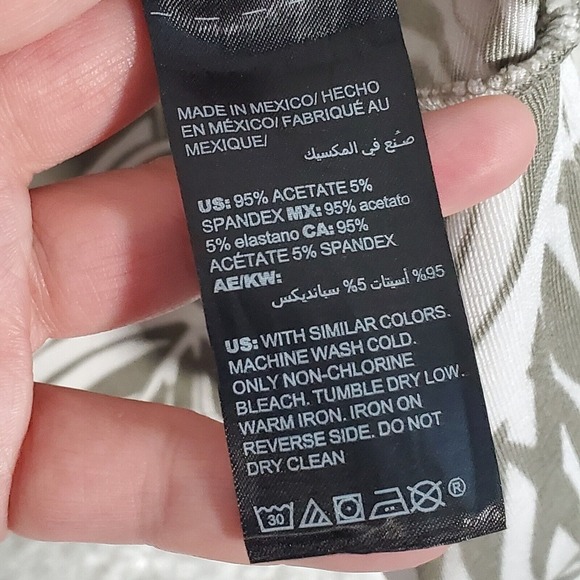 MADE IN MEXICO/ HECHO
EN MÉXICO/ FABRIQUÉ AU
MEXIQUE/
صُنع في المكسيك
US: 95% ACETATE 5%
SPANDEX MX: 95% acetato
5% elastano CA: 95%
ACÉTATE 5% SPANDEX
AE/KW:
95% أسيتات 5% سبانديكس
US: WITH SIMILAR COLORS.
MACHINE WASH COLD.
ONLY NON-CHLORINE
BLEACH. TUMBLE DRY LOW.
WARM IRON. IRON ON
REVERSE SIDE. DO NOT
DRY CLEAN
30 ®